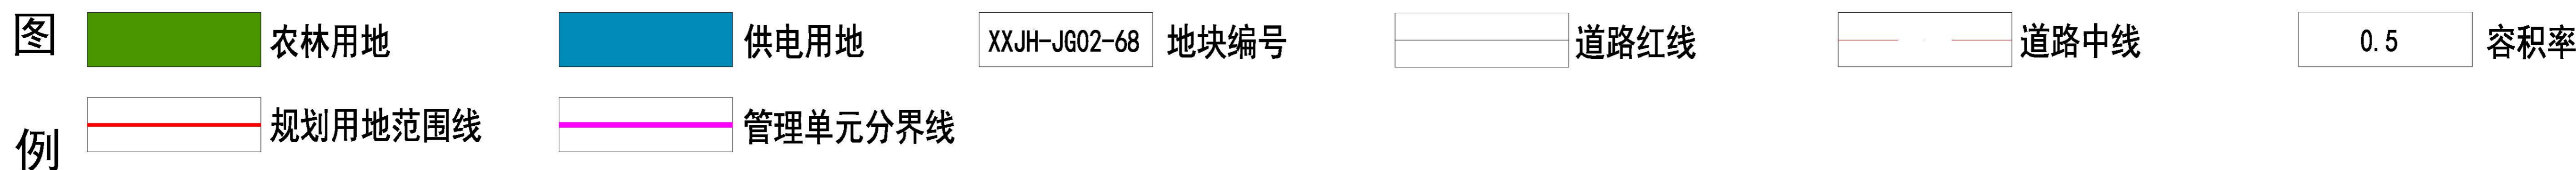 图 农林用地 供电用地 XXJH-JG02-68 地块编号 道路红线 道路中线 0.5 容积率
例 规划用地范围线 管理单元分界线